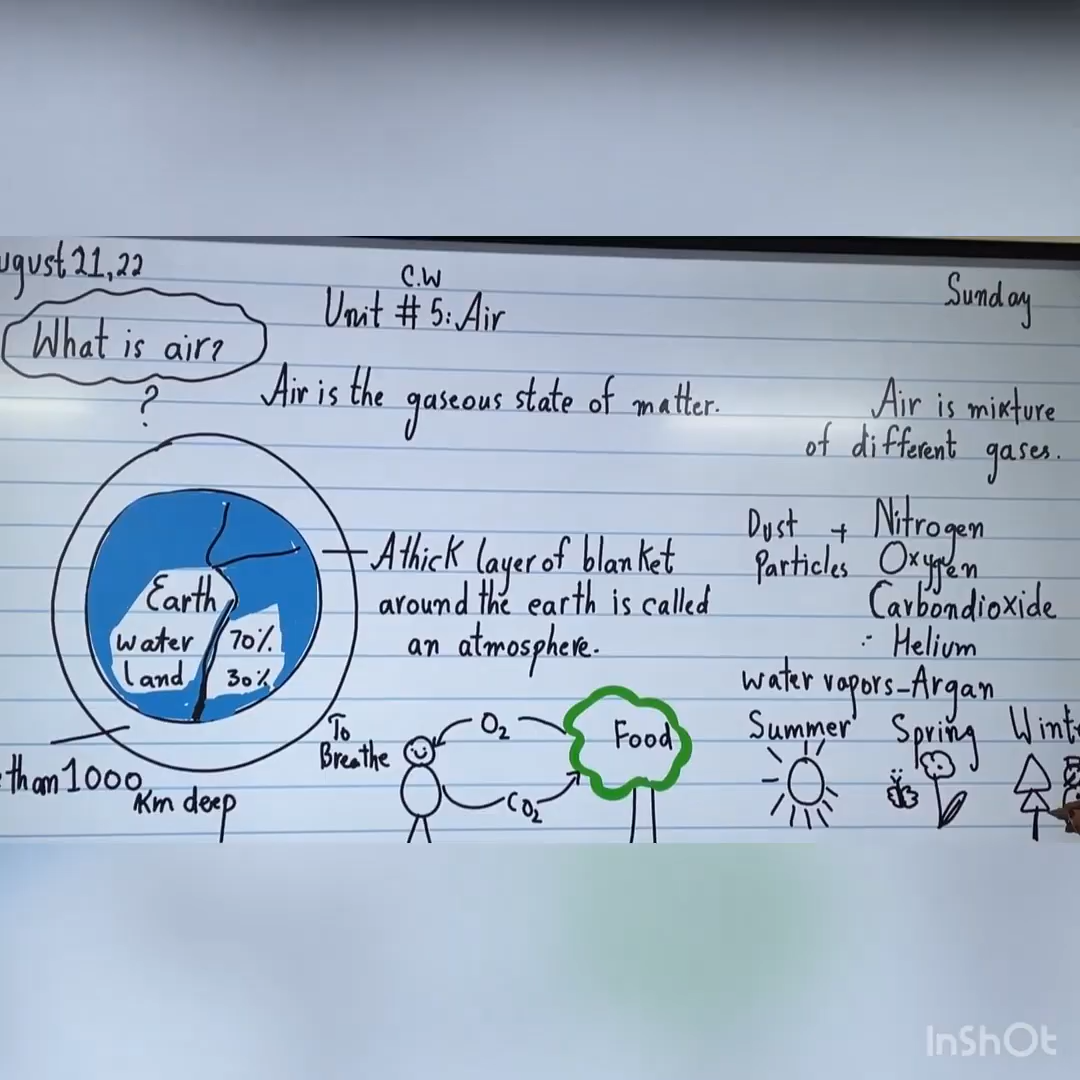 ugust 21, 22
C.W
Sunday
Unit # 5: Air
What is air?
?
Air is the gaseous state of matter.
Air is mixture
of different gases.
Dust + Nitrogen
Particles Oxygen
Carbondioxide
Helium
water vapors-Argan
A thick layer of blanket
around the earth is called
an atmosphere.
Earth
water 70%
land 30%
than 1000
Km deep
To
Breathe
O2
CO2
Food
Summer
Spring
Wint
InShOt